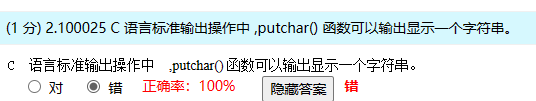 (1 分) 2.100025 C 语言标准输出操作中 ,putchar() 函数可以输出显示一个字符串。
C 语言标准输出操作中 ,putchar()函数可以输出显示一个字符串。
对 错 正确率：100% 隐藏答案 错